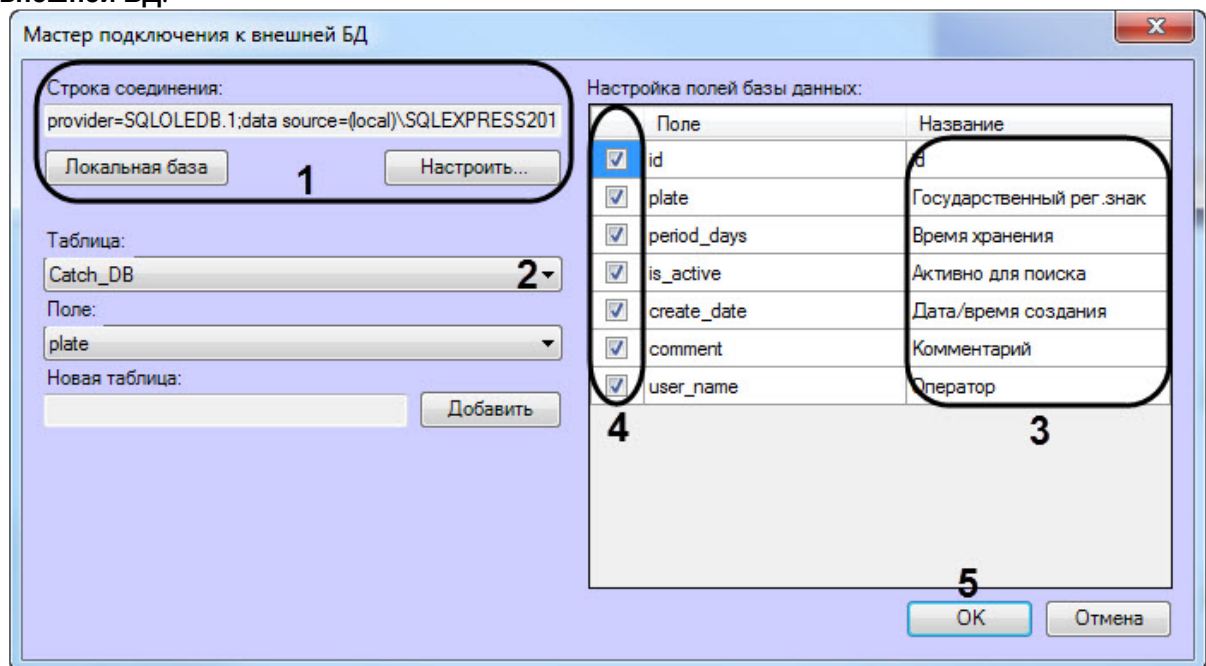 внешней БД.
Мастер подключения к внешней БД
Строка соединения:
provider=SQLOLEDB.1;data source=(local)\SQLEXPRESS201
Локальная база
1
Настроить...
Таблица:
Catch_DB
2
Поле:
plate
Новая таблица:
Добавить
Настройка полей базы данных:
Поле Название
id id
plate Государственный рег.знак
period_days Время хранения
is_active Активно для поиска
create_date Дата/время создания
comment Комментарий
user_name Оператор
4
3
5
OK
Отмена